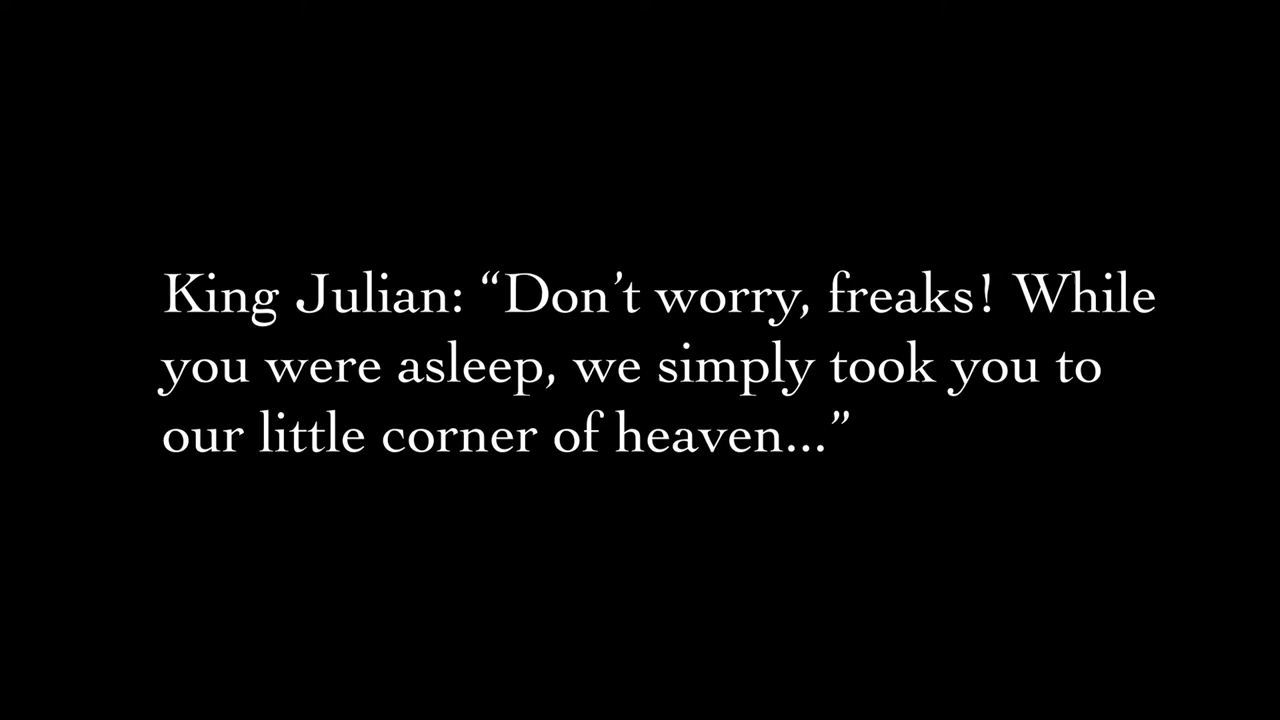 King Julian: “Don’t worry, freaks! While
you were asleep, we simply took you to
our little corner of heaven...”